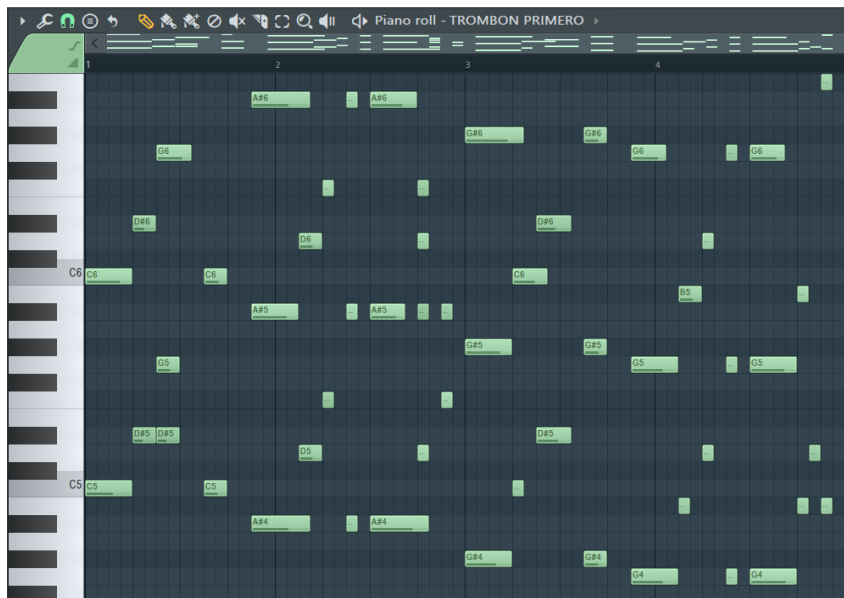 Piano roll - TROMBON PRIMERO
1 2 3 4
A#6 .. A#6
G#6 G#6
G6 G6 .. G6
.. ..
D#6 D#6
D6 .. ..
C6 C6 C6 C6
B5 ..
A#5 .. A#5 .. ..
G#5 G#5
G5 G5 .. G5
.. ..
D#5 D#5 D#5
D5 .. .. ..
C5 C5 C5 ..
.. .. ..
A#4 .. A#4
G#4 G#4
G4 .. G4